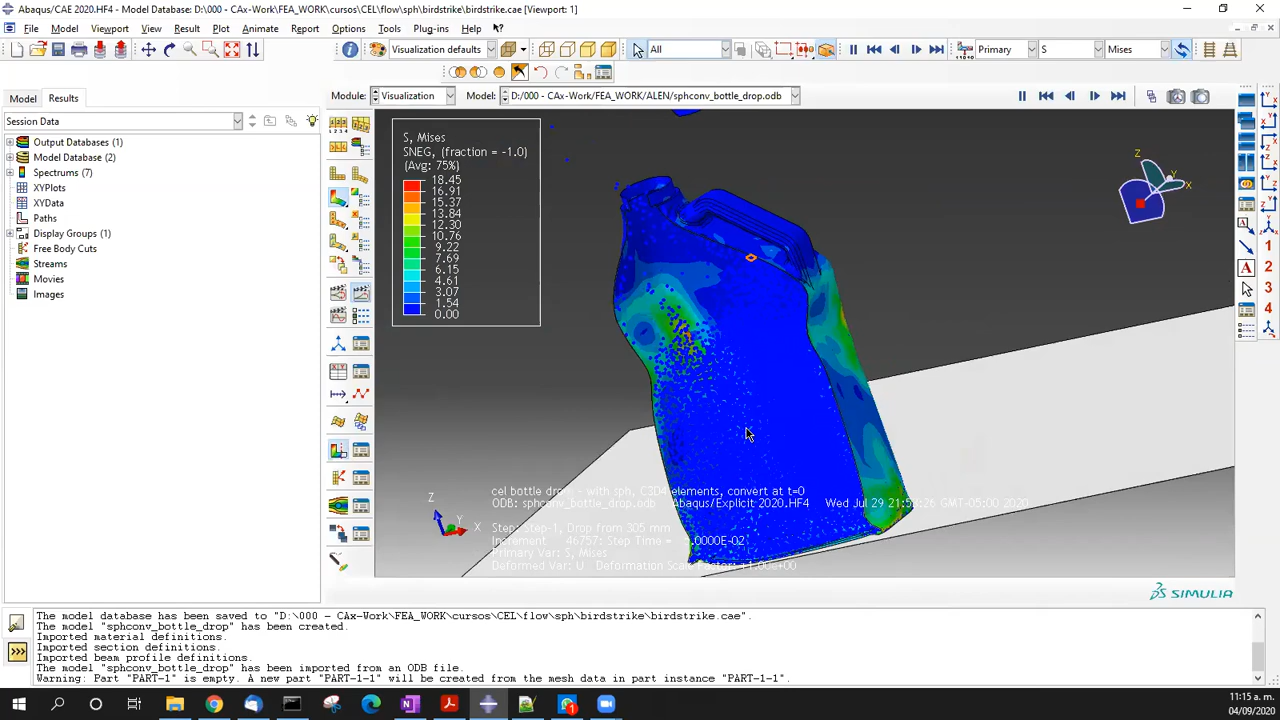 Abaqus/CAE 2020.HF4 - Model Database: D:\000 - CAx-Work\FEA_WORK\cursos\CEL\flow\sph\birdstrike\birdstrike.cae [Viewport: 1]
File Model Viewport View Result Plot Animate Report Options Tools Plug-ins Help
Visualization defaults All Primary S Mises
Model Results Module: Visualization Model: D:/000 - CAx-Work/FEA_WORK/ALEN/sphconv_bottle_drop.odb
Session Data
Output Databases (1)
Model Database (2)
Spectrums (7)
XYPlots
XYData
Paths
Display Groups (1)
Free Body Cuts
Streams
Movies
Images
S, Mises
SNEG, (fraction = -1.0)
(Avg: 75%)
18.45
16.91
15.37
13.84
12.30
10.76
9.22
7.69
6.15
4.61
3.07
1.54
0.00
Z
Y
X
1
2
3
4
Z
X
cel bottle drop - with sph, C3D4 elements, convert at t=0
ODB: sphconv_bottle_drop.odb Abaqus/Explicit 2020.HF4 Wed Jul 29 21:53:26 GMT-05:00 2020
Step: Step-1, Drop from 305 mm
Increment 46757: Step Time =
Primary Var: S, Mises
Deformed Var: U Deformation Scale Factor: +1.00e+00
SIMULIA
The model database has been saved to "D:\000 - CAx-Work\FEA_WORK\cursos\CEL\flow\sph\birdstrike\birdstrike.cae".
The model "sphconv_bottle_drop" has been created.
Imported material definitions.
Imported section definitions.
Imported beam profile definitions.
The model "sphconv_bottle_drop" has been imported from an ODB file.
Warning: Part "PART-1" is empty. A new part "PART-1-1" will be created from the mesh data in part instance "PART-1-1".
11:15 a. m.
04/09/2020